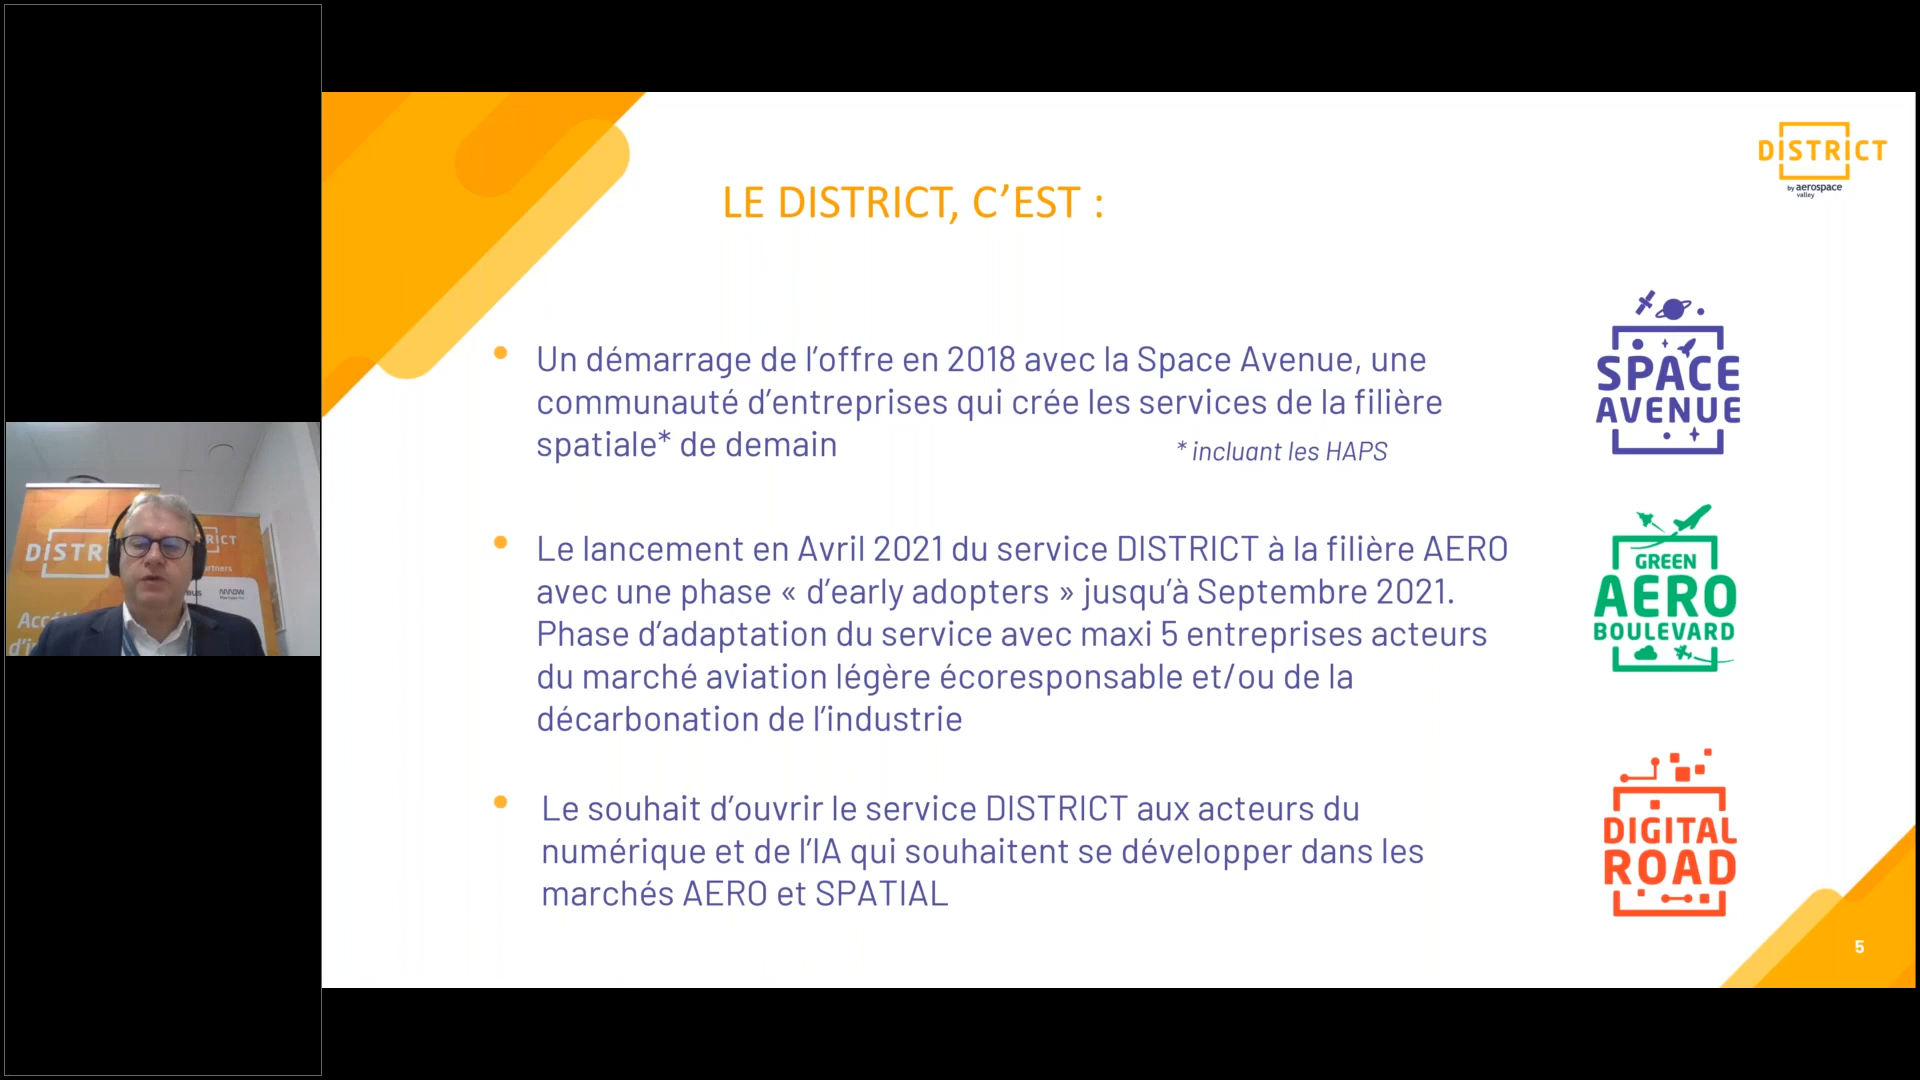 DISTRICT
by aerospace
valley
LE DISTRICT, C’EST :
Un démarrage de l’offre en 2018 avec la Space Avenue, une
communauté d’entreprises qui crée les services de la filière
spatiale* de demain
* incluant les HAPS
SPACE
AVENUE
Le lancement en Avril 2021 du service DISTRICT à la filière AERO
avec une phase « d’early adopters » jusqu’à Septembre 2021.
Phase d’adaptation du service avec maxi 5 entreprises acteurs
du marché aviation légère écoresponsable et/ou de la
décarbonation de l’industrie
GREEN
AERO
BOULEVARD
Le souhait d’ouvrir le service DISTRICT aux acteurs du
numérique et de l’IA qui souhaitent se développer dans les
marchés AERO et SPATIAL
DIGITAL
ROAD
5
DISTR
RICT